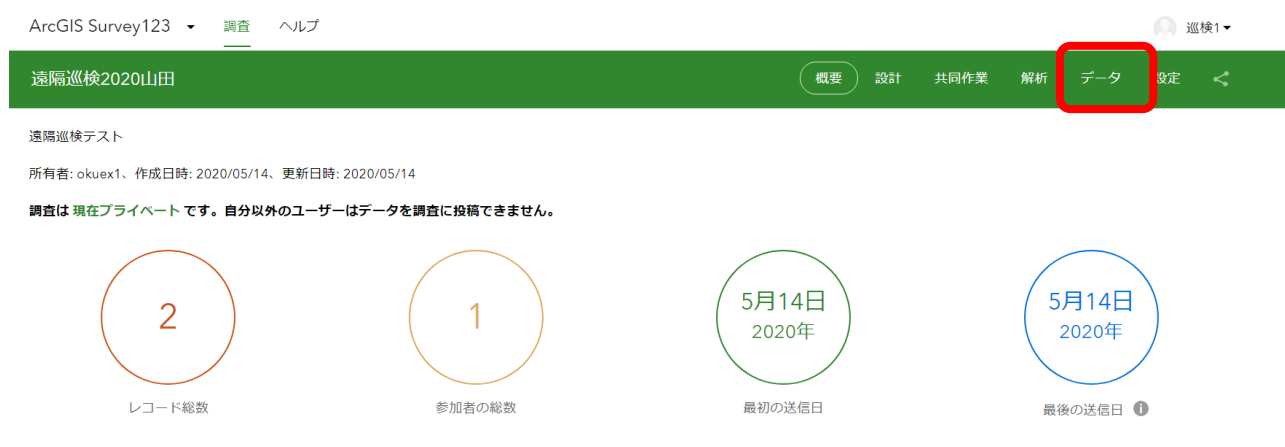 ArcGIS Survey123 調査 ヘルプ 巡検1
遠隔巡検2020山田 概要 設計 共同作業 解析 データ 設定
遠隔巡検テスト
所有者: okuex1、作成日時: 2020/05/14、更新日時: 2020/05/14
調査は 現在プライベート です。自分以外のユーザーはデータを調査に投稿できません。
2
レコード総数
1
参加者の総数
5月14日
2020年
最初の送信日
5月14日
2020年
最後の送信日